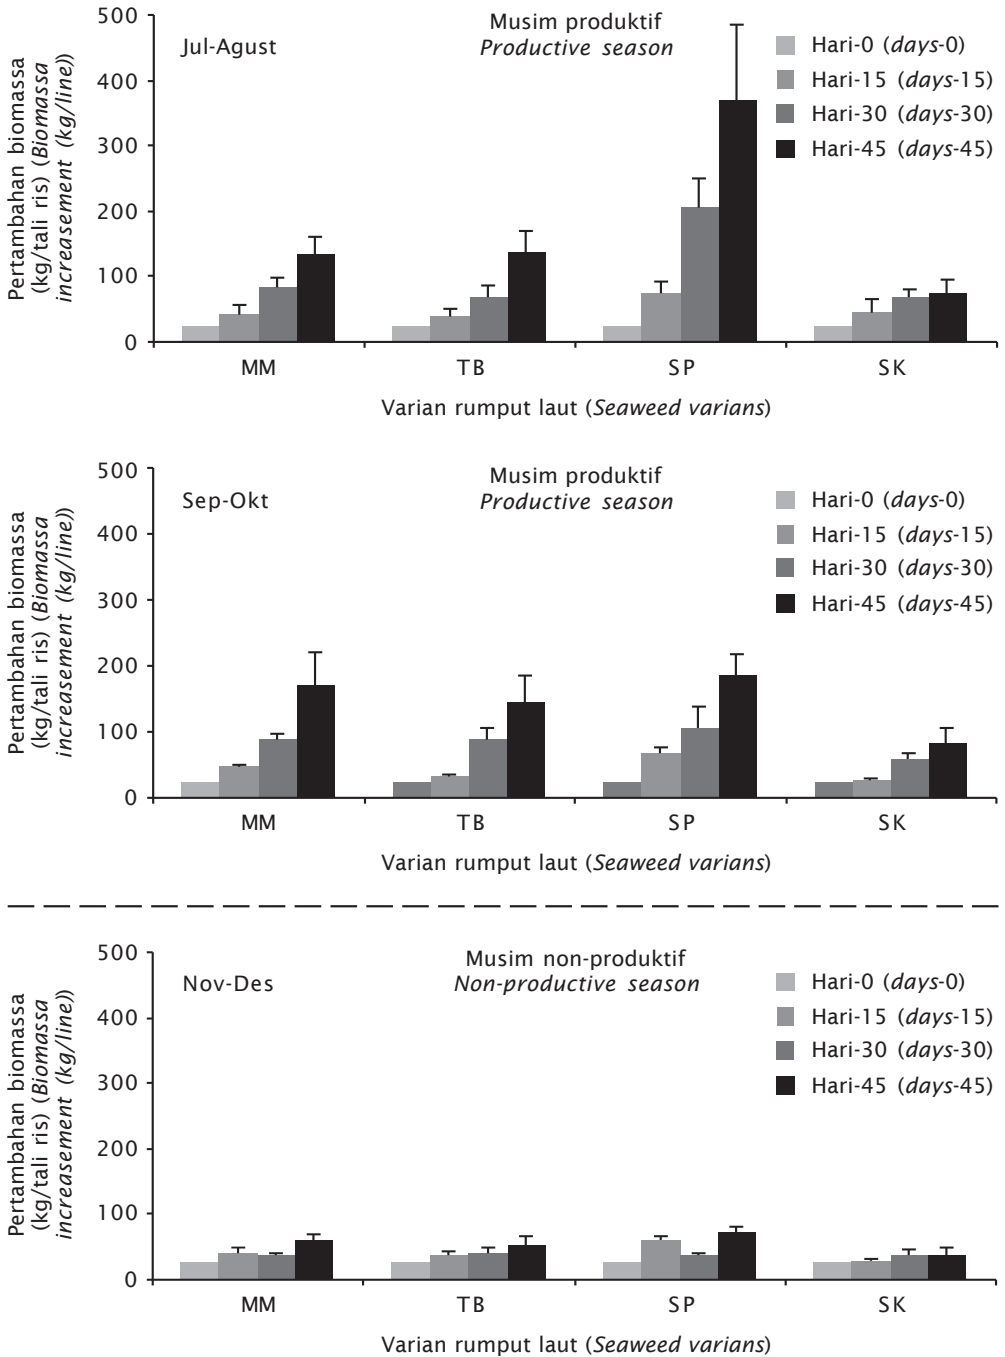 Pertambahan biomassa
(kg/tali ris) (Biomassa
increasement (kg/line))
500
400
300
200
100
0
Jul-Agust
Musim produktif
Productive season
Hari-0 (days-0)
Hari-15 (days-15)
Hari-30 (days-30)
Hari-45 (days-45)
MM TB SP SK
Varian rumput laut (Seaweed varians)
Pertambahan biomassa
(kg/tali ris) (Biomassa
increasement (kg/line))
500
400
300
200
100
0
Sep-Okt
Musim produktif
Productive season
Hari-0 (days-0)
Hari-15 (days-15)
Hari-30 (days-30)
Hari-45 (days-45)
MM TB SP SK
Varian rumput laut (Seaweed varians)
Pertambahan biomassa
(kg/tali ris) (Biomassa
increasement (kg/line))
500
400
300
200
100
0
Nov-Des
Musim non-produktif
Non-productive season
Hari-0 (days-0)
Hari-15 (days-15)
Hari-30 (days-30)
Hari-45 (days-45)
MM TB SP SK
Varian rumput laut (Seaweed varians)